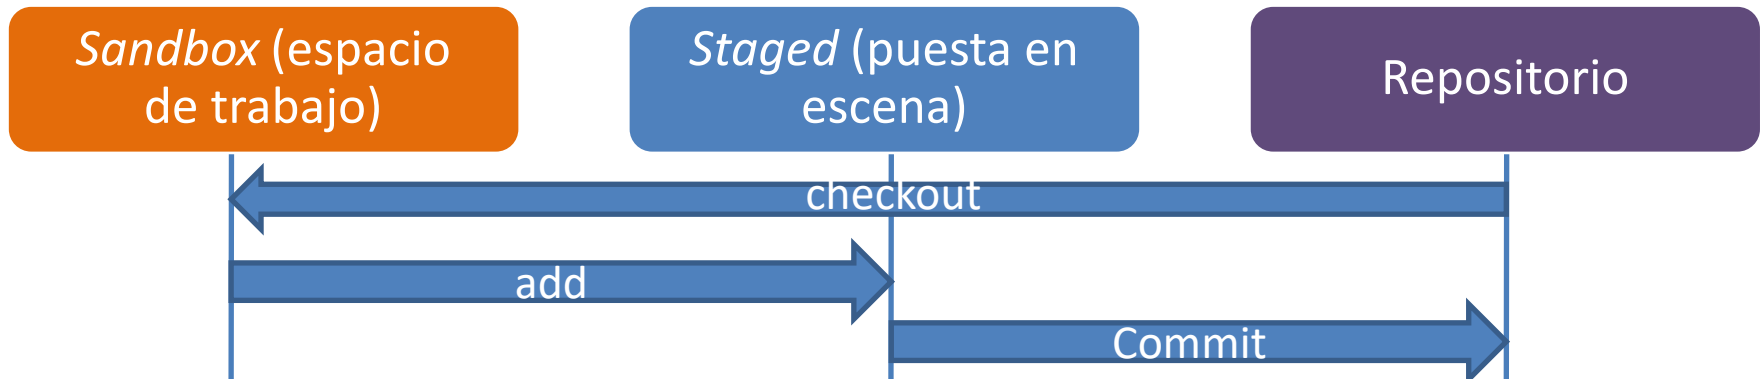 Sandbox (espacio
de trabajo)
Staged (puesta en
escena)
Repositorio
checkout
add
Commit